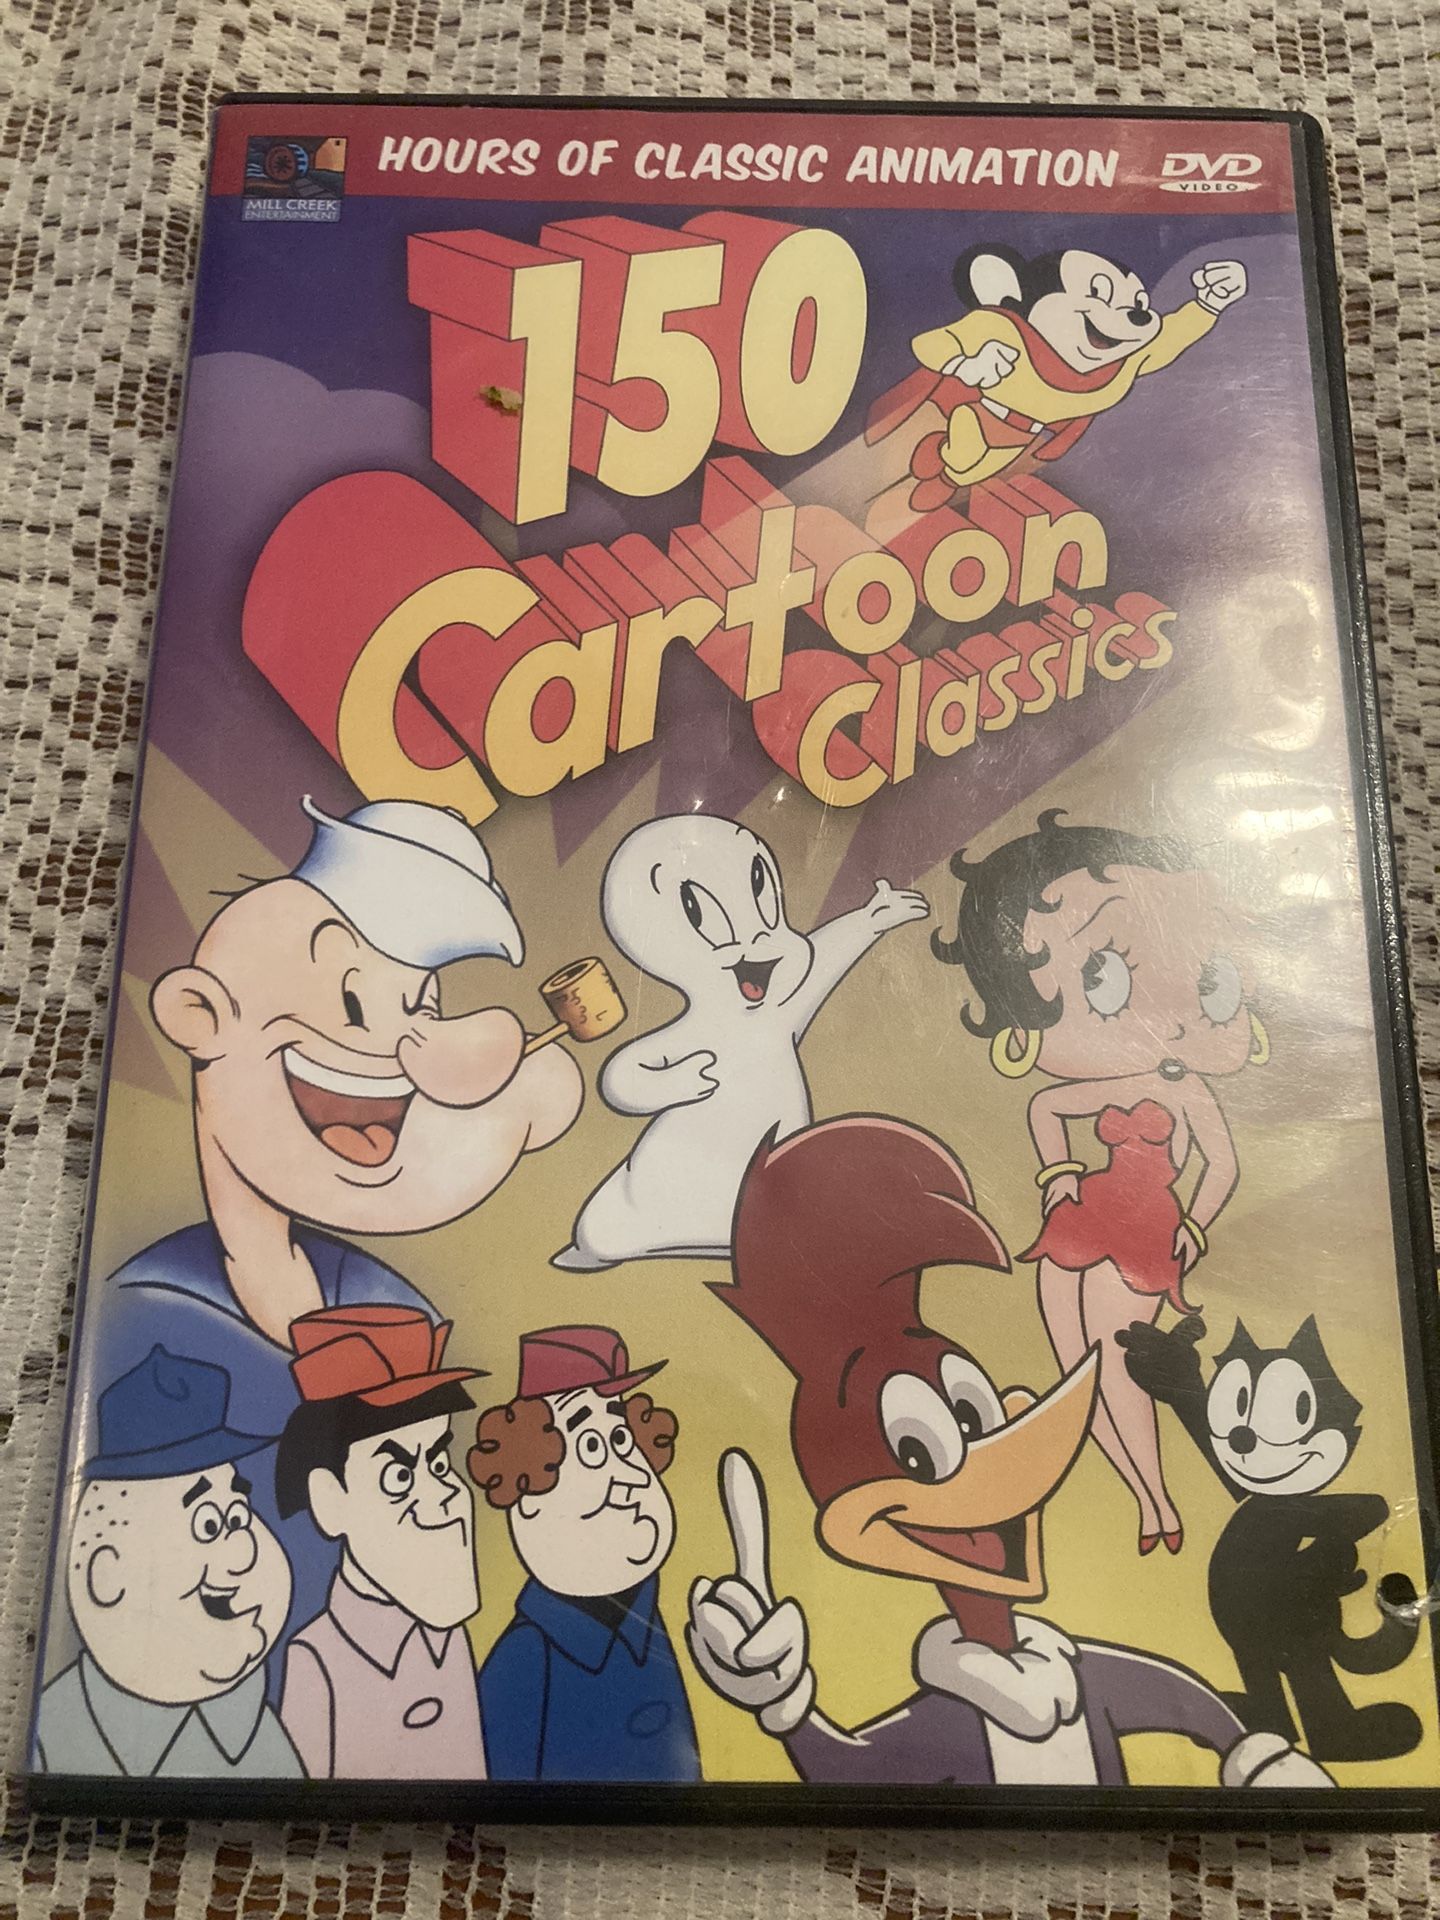 HOURS OF CLASSIC ANIMATION
DVD
VIDEO
MILL CREEK
ENTERTAINMENT
150
Cartoon
Classics